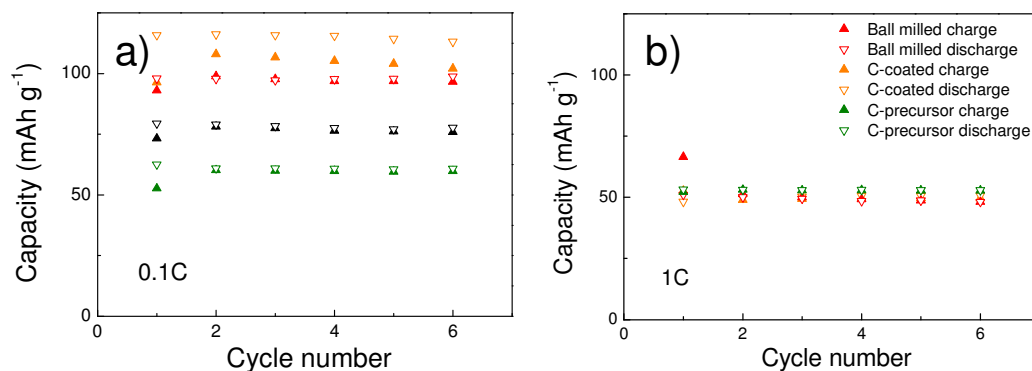 a)
100
50
0
0
2
4
6
Capacity (mAh g⁻¹)
0.1C
Cycle number
b)
100
50
0
0
2
4
6
Capacity (mAh g⁻¹)
1C
Cycle number
Ball milled charge
Ball milled discharge
C-coated charge
C-coated discharge
C-precursor charge
C-precursor discharge